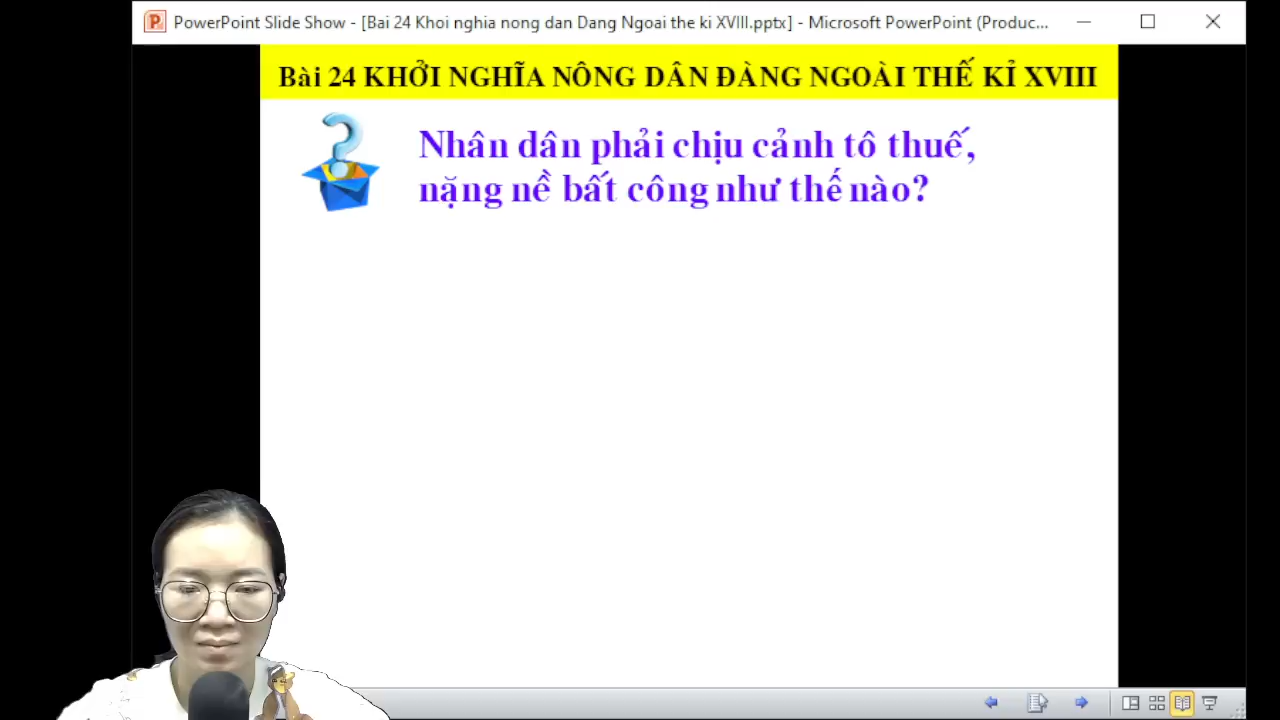 PowerPoint Slide Show - [Bai 24 Khoi nghia nong dan Dang Ngoai the ki XVIII.pptx] - Microsoft PowerPoint (Produc...
Bài 24 KHỞI NGHĨA NÔNG DÂN ĐÀNG NGOÀI THẾ KỈ XVIII
Nhân dân phải chịu cảnh tô thuế,
nặng nề bất công như thế nào?